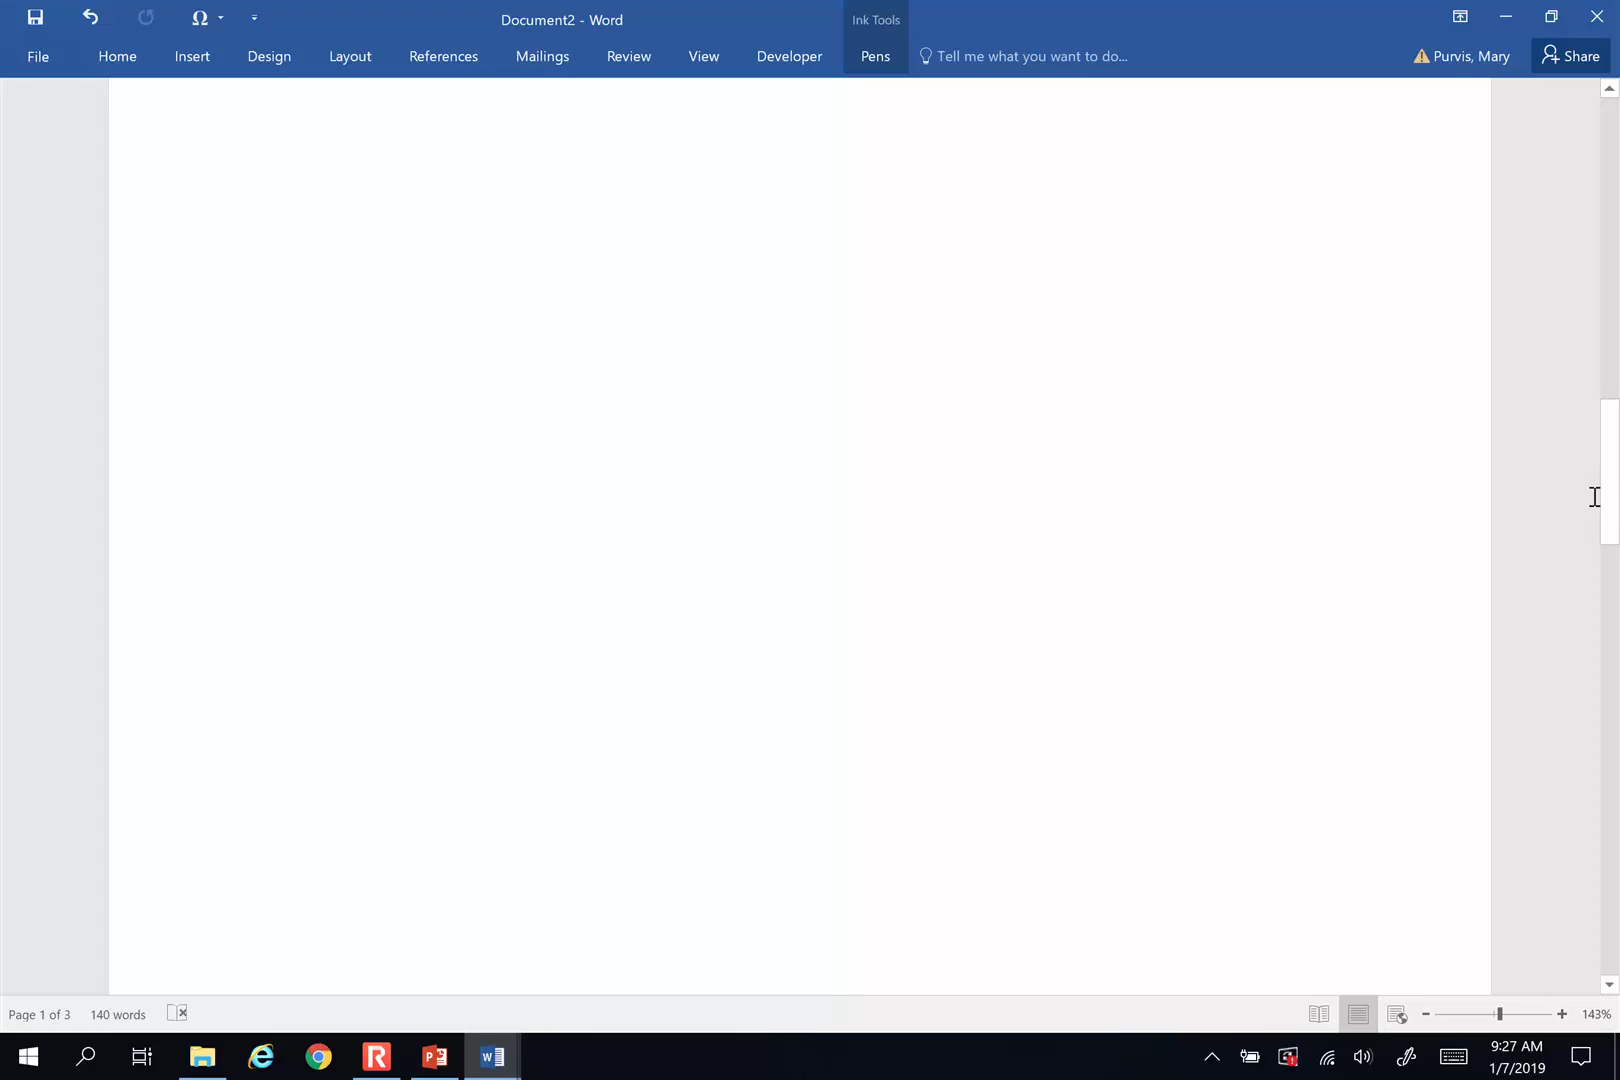 Document2 - Word
Ink Tools
File Home Insert Design Layout References Mailings Review View Developer Pens Tell me what you want to do... Purvis, Mary Share
Page 1 of 3 140 words 143%
9:27 AM
1/7/2019